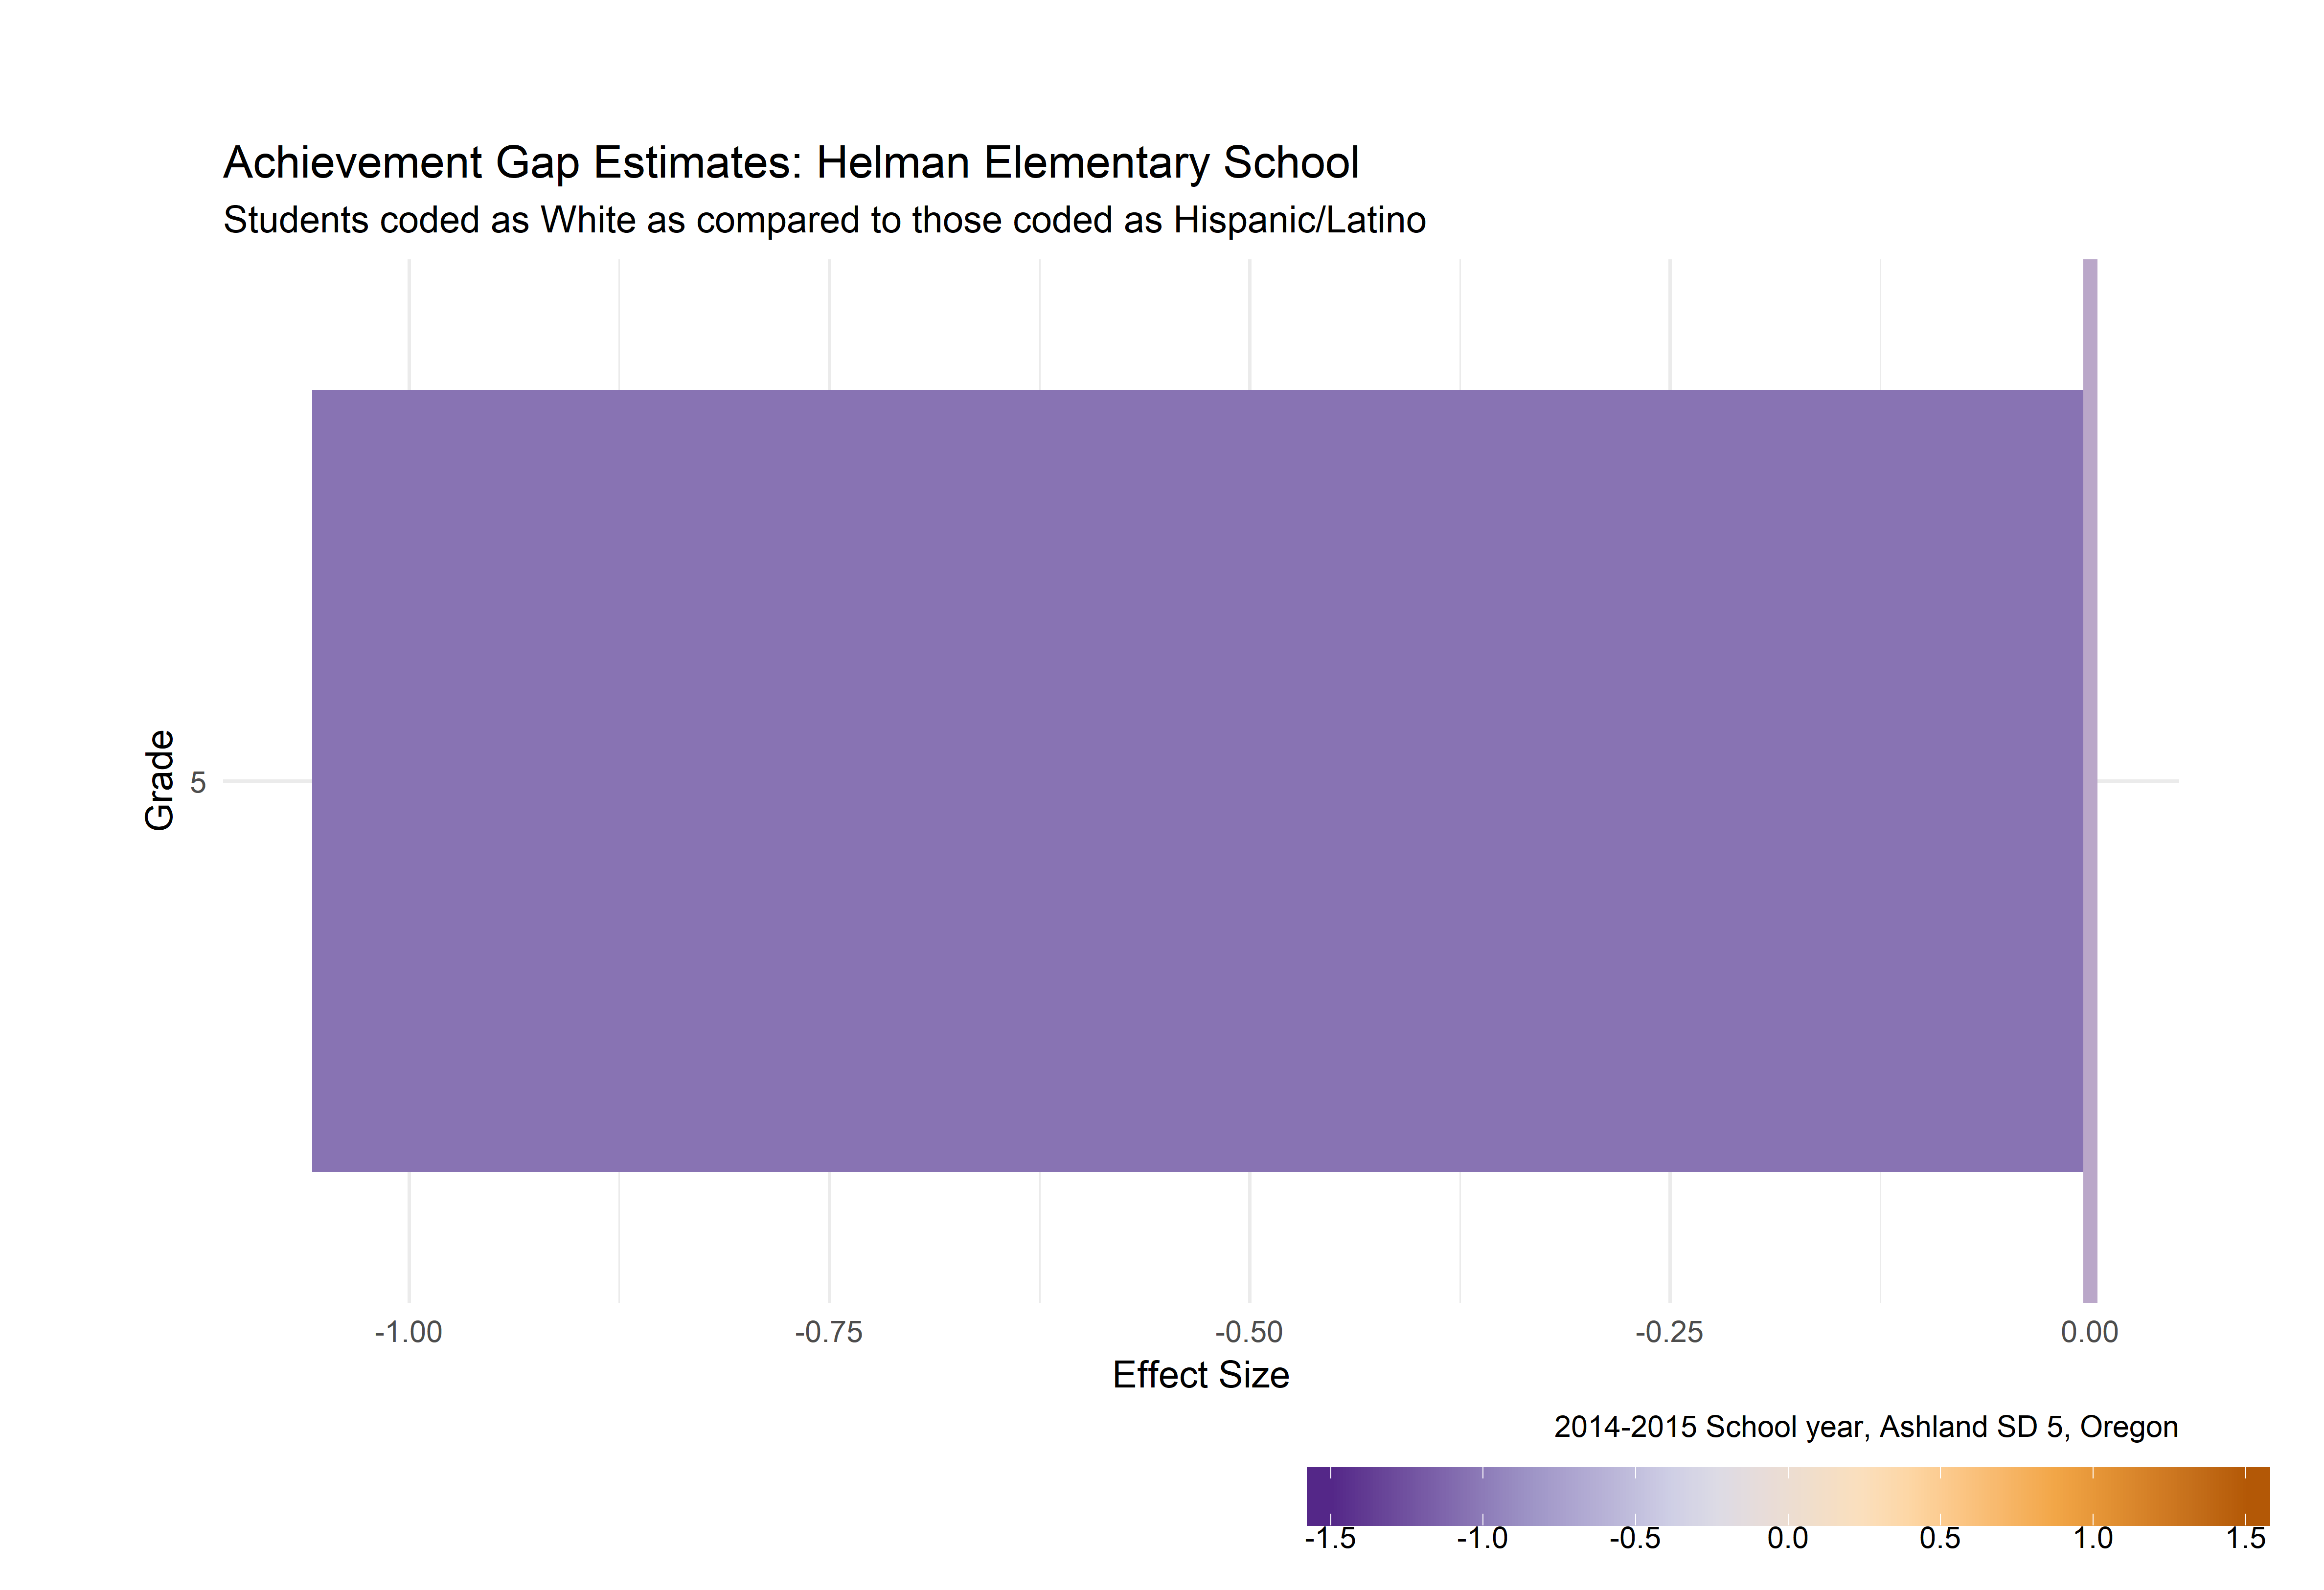 Achievement Gap Estimates: Helman Elementary School
Students coded as White as compared to those coded as Hispanic/Latino
Grade
5
-1.00 -0.75 -0.50 -0.25 0.00
Effect Size
2014-2015 School year, Ashland SD 5, Oregon
-1.5 -1.0 -0.5 0.0 0.5 1.0 1.5